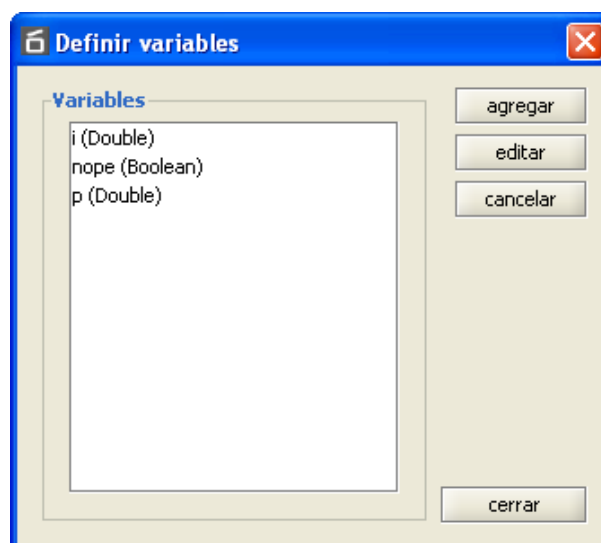 Definir variables
Variables
i (Double)
nope (Boolean)
p (Double)
agregar
editar
cancelar
cerrar